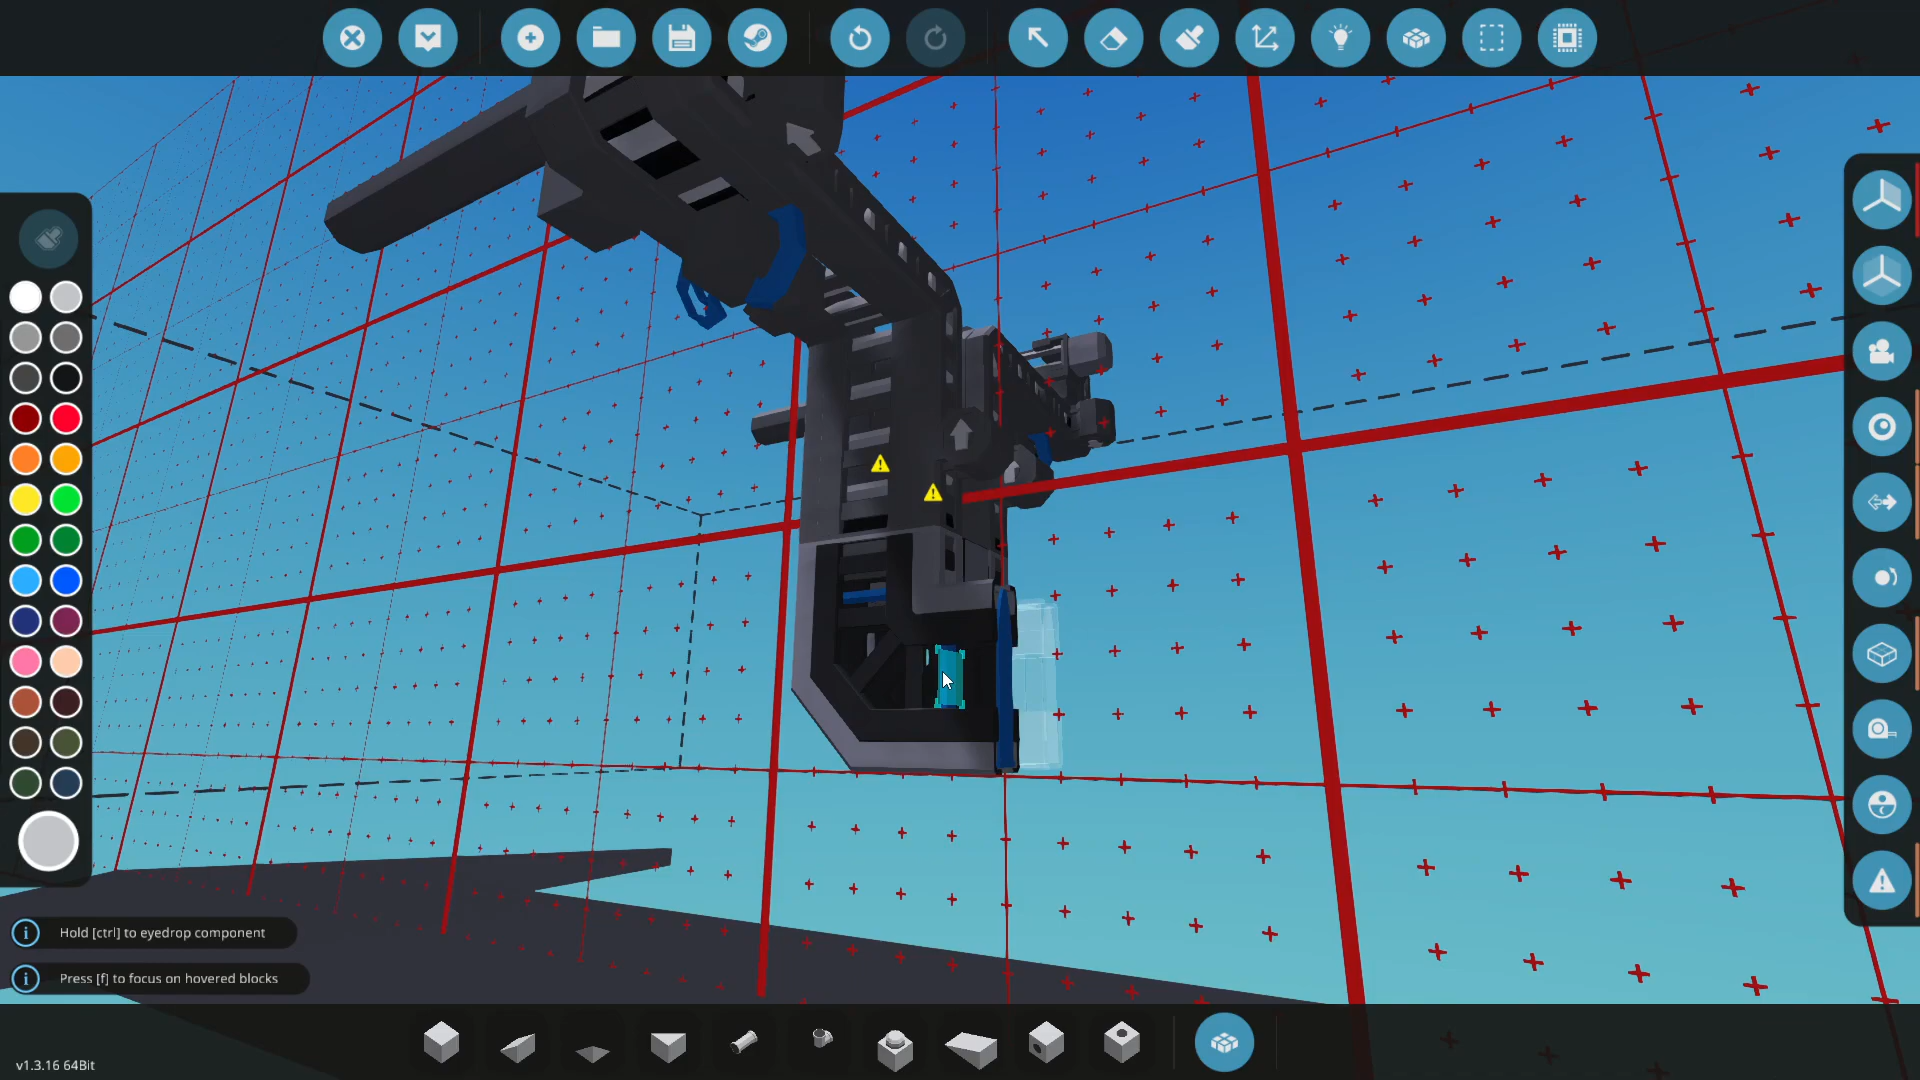 Hold [ctrl] to eyedrop component
Press [f] to focus on hovered blocks
v1.3.16 64Bit